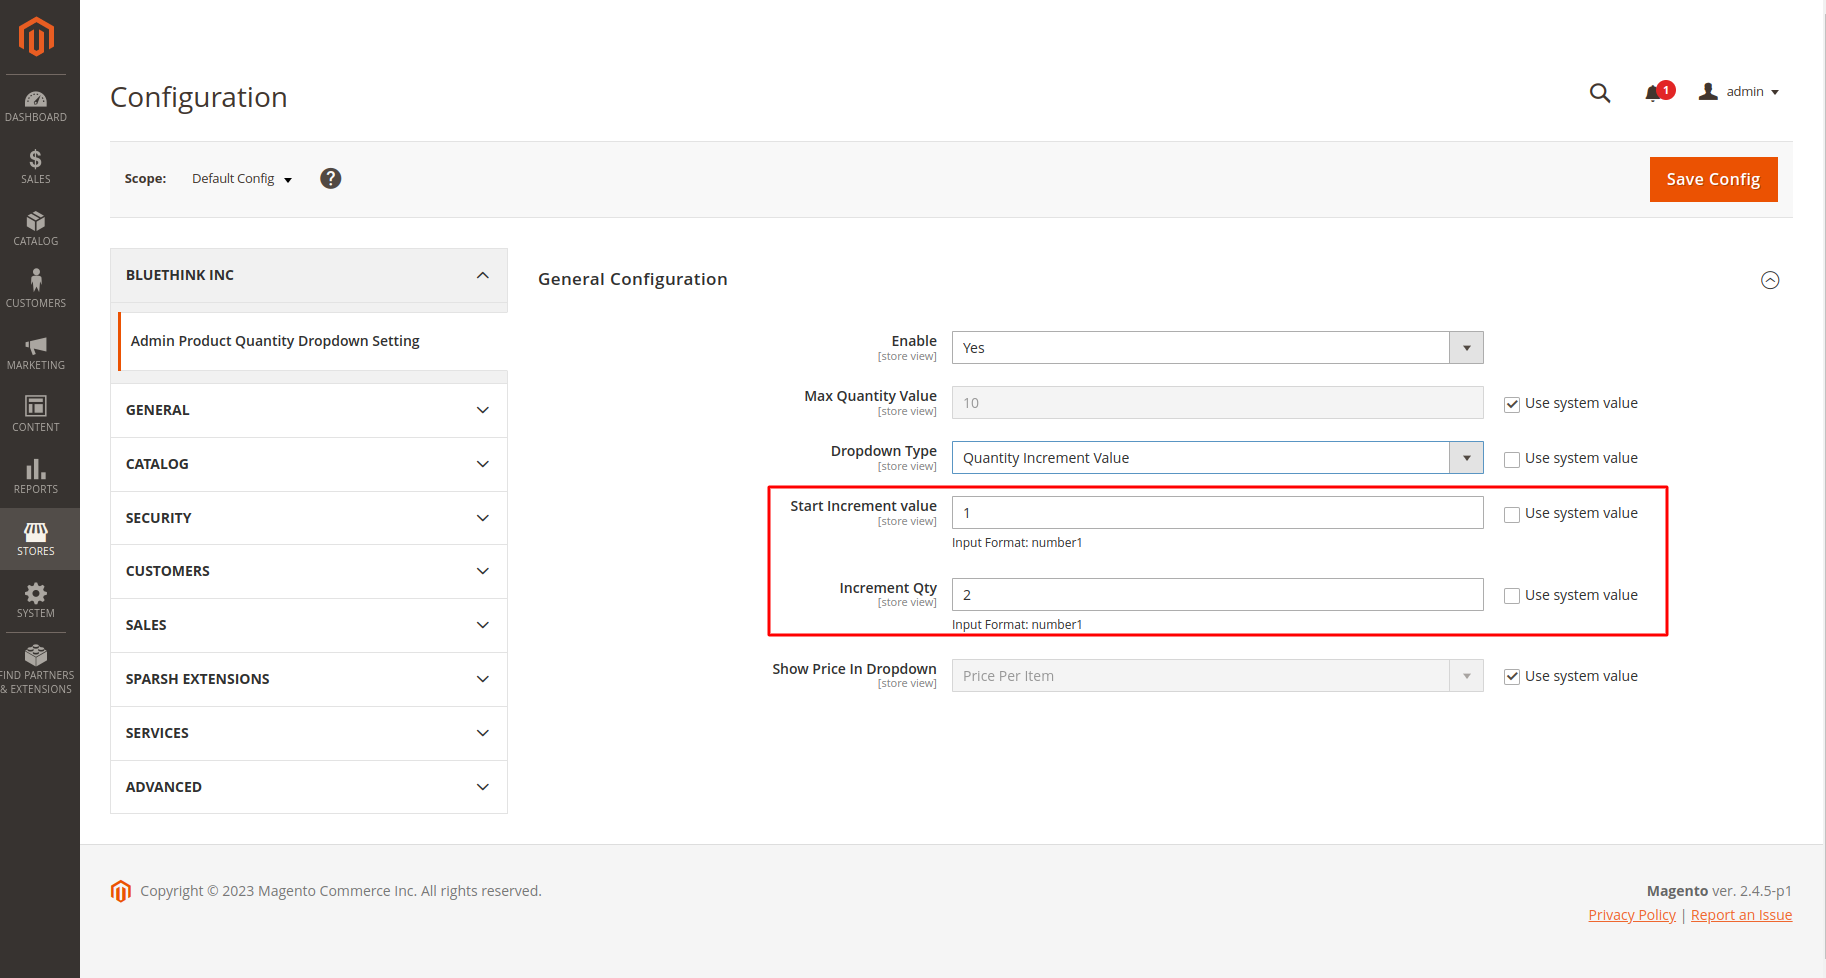 DASHBOARD
SALES
CATALOG
CUSTOMERS
MARKETING
CONTENT
REPORTS
STORES
SYSTEM
FIND PARTNERS
& EXTENSIONS
Configuration
1
admin
Scope: Default Config ?
Save Config
BLUETHINK INC
Admin Product Quantity Dropdown Setting
GENERAL
CATALOG
SECURITY
CUSTOMERS
SALES
SPARSH EXTENSIONS
SERVICES
ADVANCED
General Configuration
Enable
[store view]
Yes
Max Quantity Value
[store view]
10
Use system value
Dropdown Type
[store view]
Quantity Increment Value
Use system value
Start Increment value
[store view]
1
Use system value
Input Format: number1
Increment Qty
[store view]
2
Use system value
Input Format: number1
Show Price In Dropdown
[store view]
Price Per Item
Use system value
Copyright © 2023 Magento Commerce Inc. All rights reserved.
Magento ver. 2.4.5-p1
Privacy Policy | Report an Issue